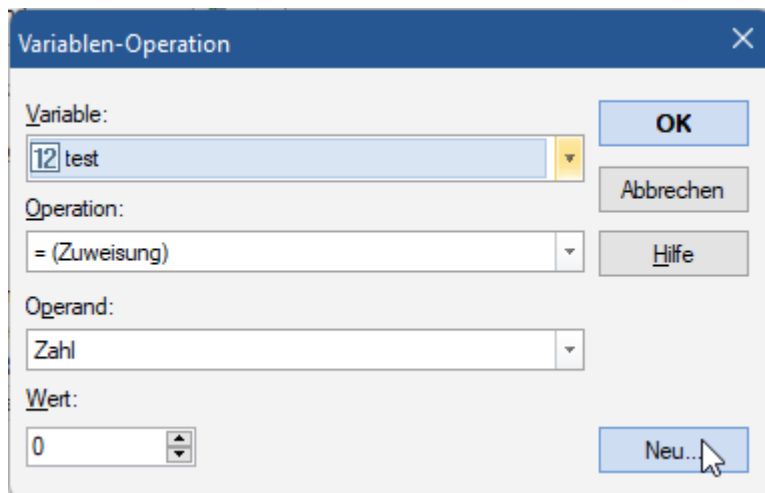 Variablen-Operation
Variable:
12 test
OK
Abbrechen
Operation:
= (Zuweisung)
Hilfe
Operand:
Zahl
Wert:
0
Neu...